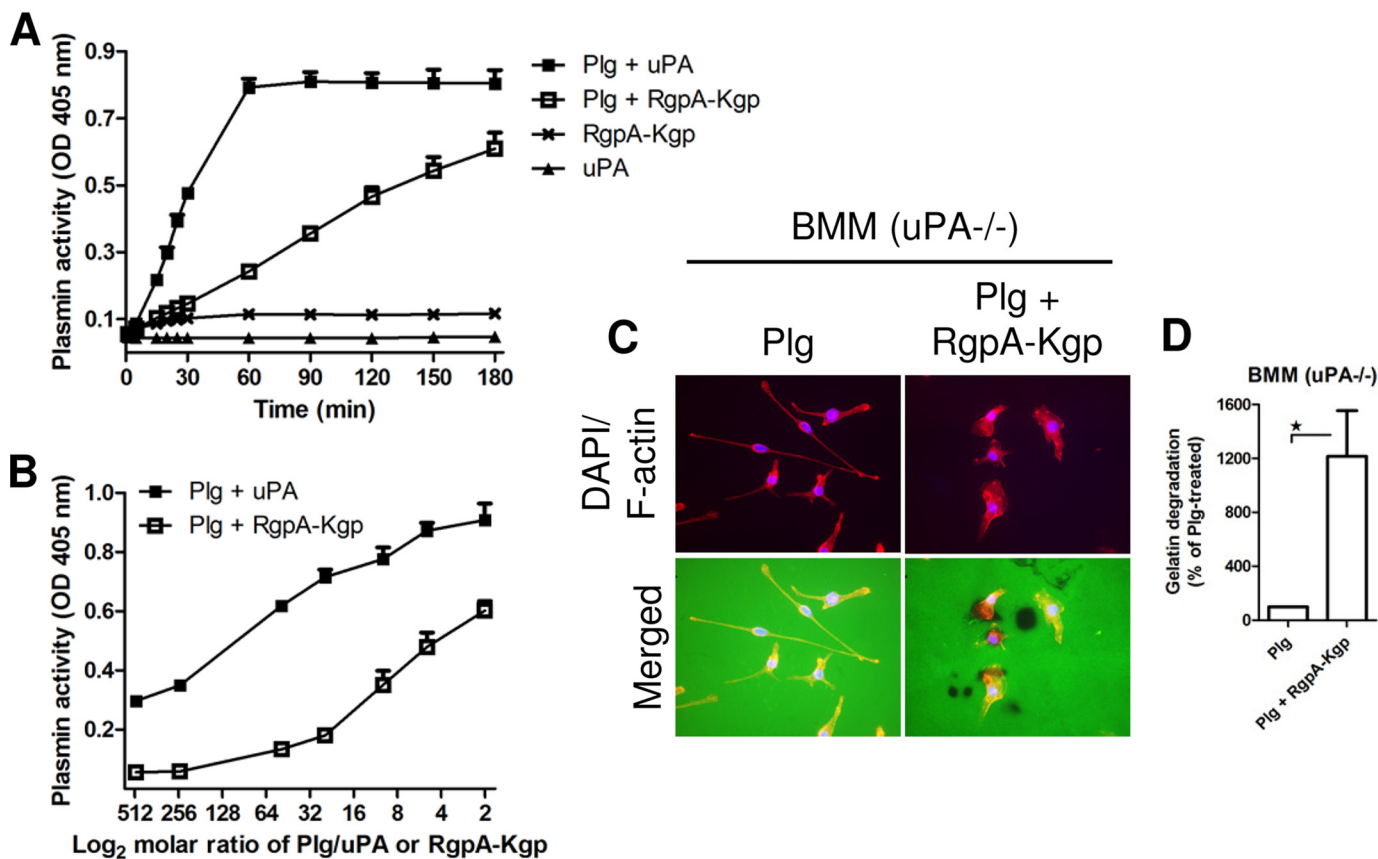 A
Plasmin activity (OD 405 nm)
0.9
0.7
0.5
0.3
0.1
0 30 60 90 120 150 180
Time (min)
Plg + uPA
Plg + RgpA-Kgp
RgpA-Kgp
uPA
B
Plasmin activity (OD 405 nm)
1.0
0.8
0.6
0.4
0.2
Plg + uPA
Plg + RgpA-Kgp
512 256 128 64 32 16 8 4 2
Log₂ molar ratio of Plg/uPA or RgpA-Kgp
C
BMM (uPA-/-)
Plg
Plg +
RgpA-Kgp
DAPI/
F-actin
Merged
D
BMM (uPA-/-)
Gelatin degradation
(% of Plg-treated)
1600
1200
800
400
0
★
Plg
Plg + RgpA-Kgp